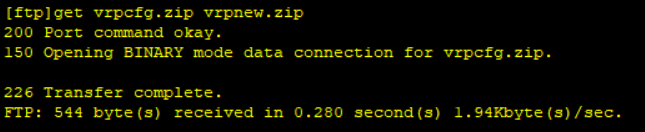 [ftp]get vrpcfg.zip vrpnew.zip
200 Port command okay.
150 Opening BINARY mode data connection for vrpcfg.zip.
226 Transfer complete.
FTP: 544 byte(s) received in 0.280 second(s) 1.94Kbyte(s)/sec.